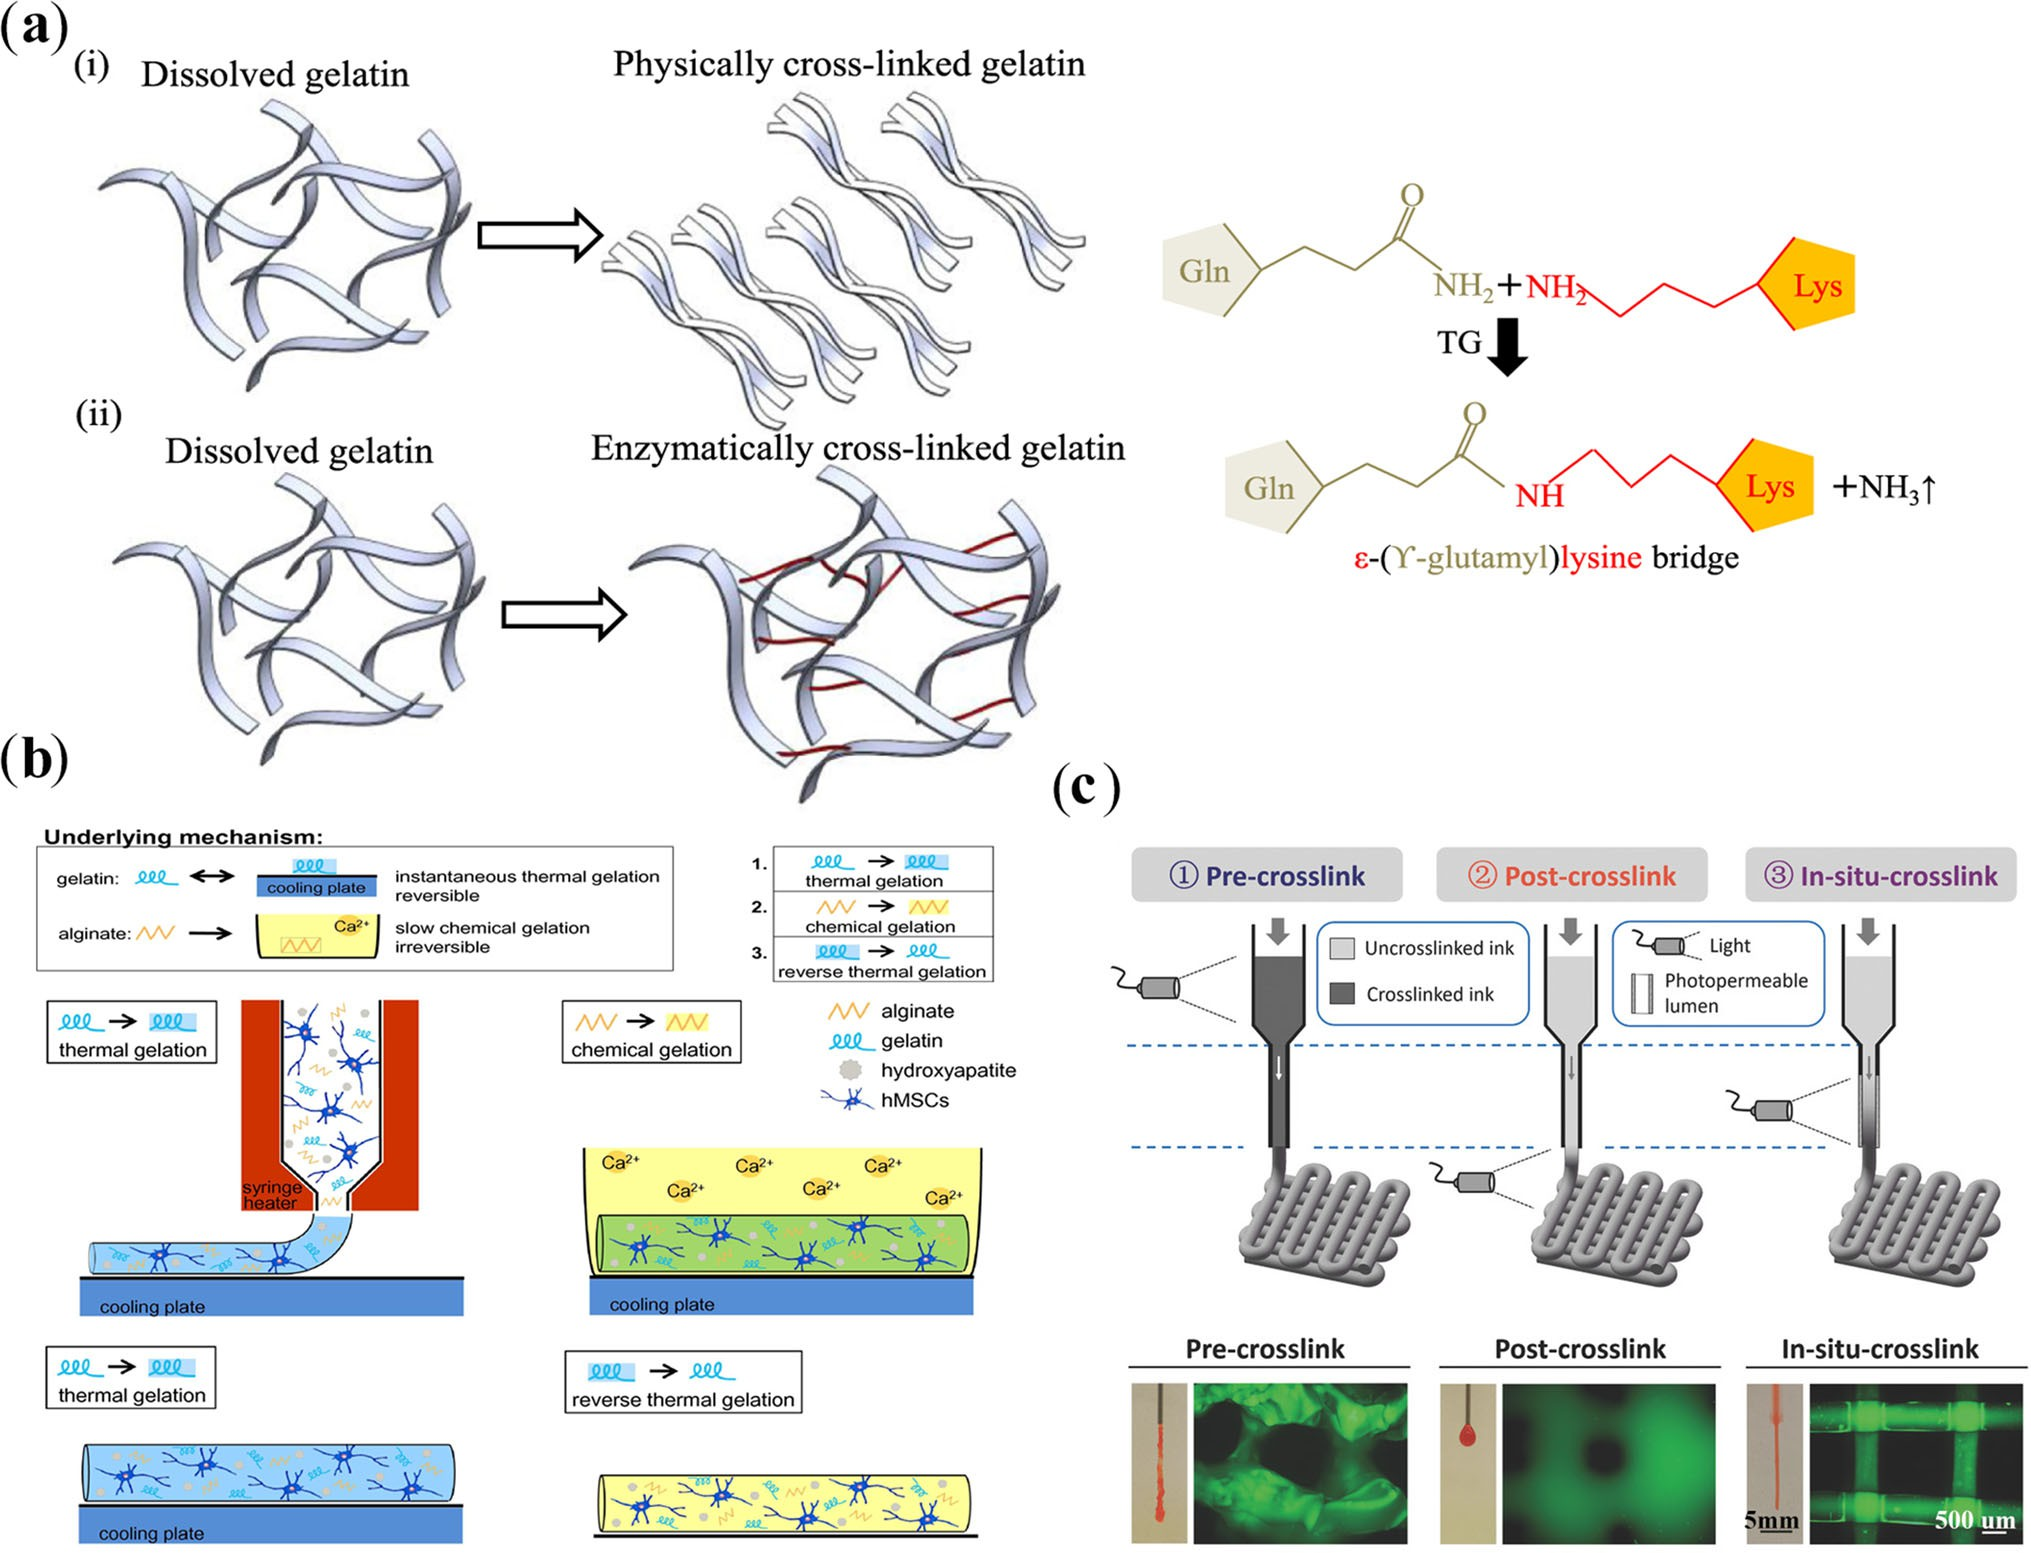 (a)
(i)
Dissolved gelatin
Physically cross-linked gelatin
O
Gln
NH₂+NH₂
Lys
TG
O
Gln
NH
Lys
+NH₃↑
ε-(ϒ-glutamyl)lysine bridge
(ii)
Dissolved gelatin
Enzymatically cross-linked gelatin
(b)
Underlying mechanism:
gelatin:
cooling plate
instantaneous thermal gelation
reversible
alginate:
Ca²⁺
slow chemical gelation
irreversible
1.
thermal gelation
2.
chemical gelation
3.
reverse thermal gelation
thermal gelation
syringe
heater
cooling plate
chemical gelation
alginate
gelatin
hydroxyapatite
hMSCs
Ca²⁺ Ca²⁺ Ca²⁺
Ca²⁺ Ca²⁺ Ca²⁺
cooling plate
thermal gelation
cooling plate
reverse thermal gelation
(c)
① Pre-crosslink
② Post-crosslink
③ In-situ-crosslink
Uncrosslinked ink
Crosslinked ink
Light
Photopermeable
lumen
Pre-crosslink
Post-crosslink
In-situ-crosslink
5mm
500 um